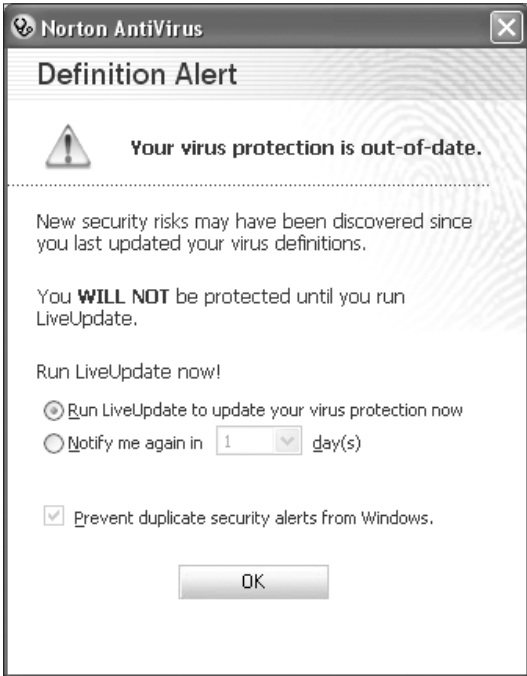 Norton AntiVirus
Definition Alert
Your virus protection is out-of-date.
New security risks may have been discovered since
you last updated your virus definitions.
You WILL NOT be protected until you run
LiveUpdate.
Run LiveUpdate now!
Run LiveUpdate to update your virus protection now
Notify me again in 1 day(s)
Prevent duplicate security alerts from Windows.
OK